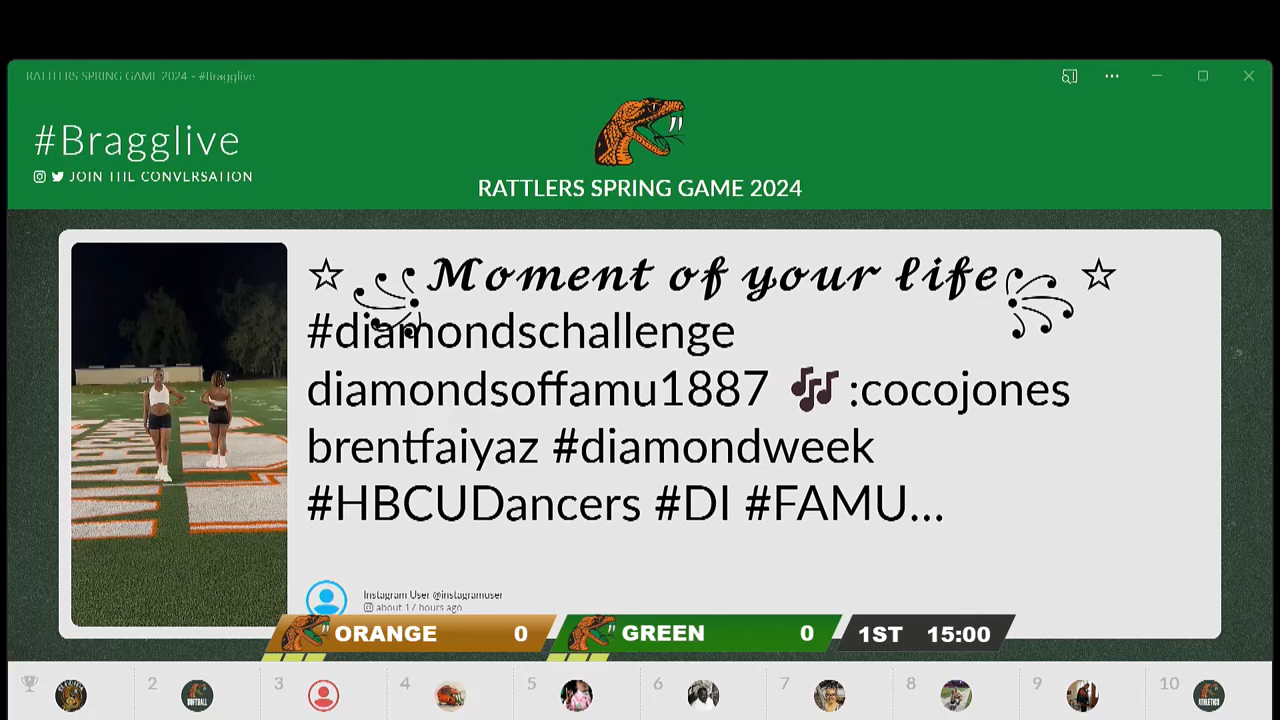 RATTLERS SPRING GAME 2024 - #Bragglive
#Bragglive
JOIN THE CONVERSATION
RATTLERS SPRING GAME 2024
☆ Moment of your life ☆
#diamondschallenge
diamondsoffamu1887 🎶 :cocojones
brentfaiyaz #diamondweek
#HBCUDancers #DI #FAMU...
Instagram User @instagramuser
about 17 hours ago
ORANGE 0 GREEN 0 1ST 15:00
2 3 4 5 6 7 8 9 10
SOFTBALL
ATHLETICS